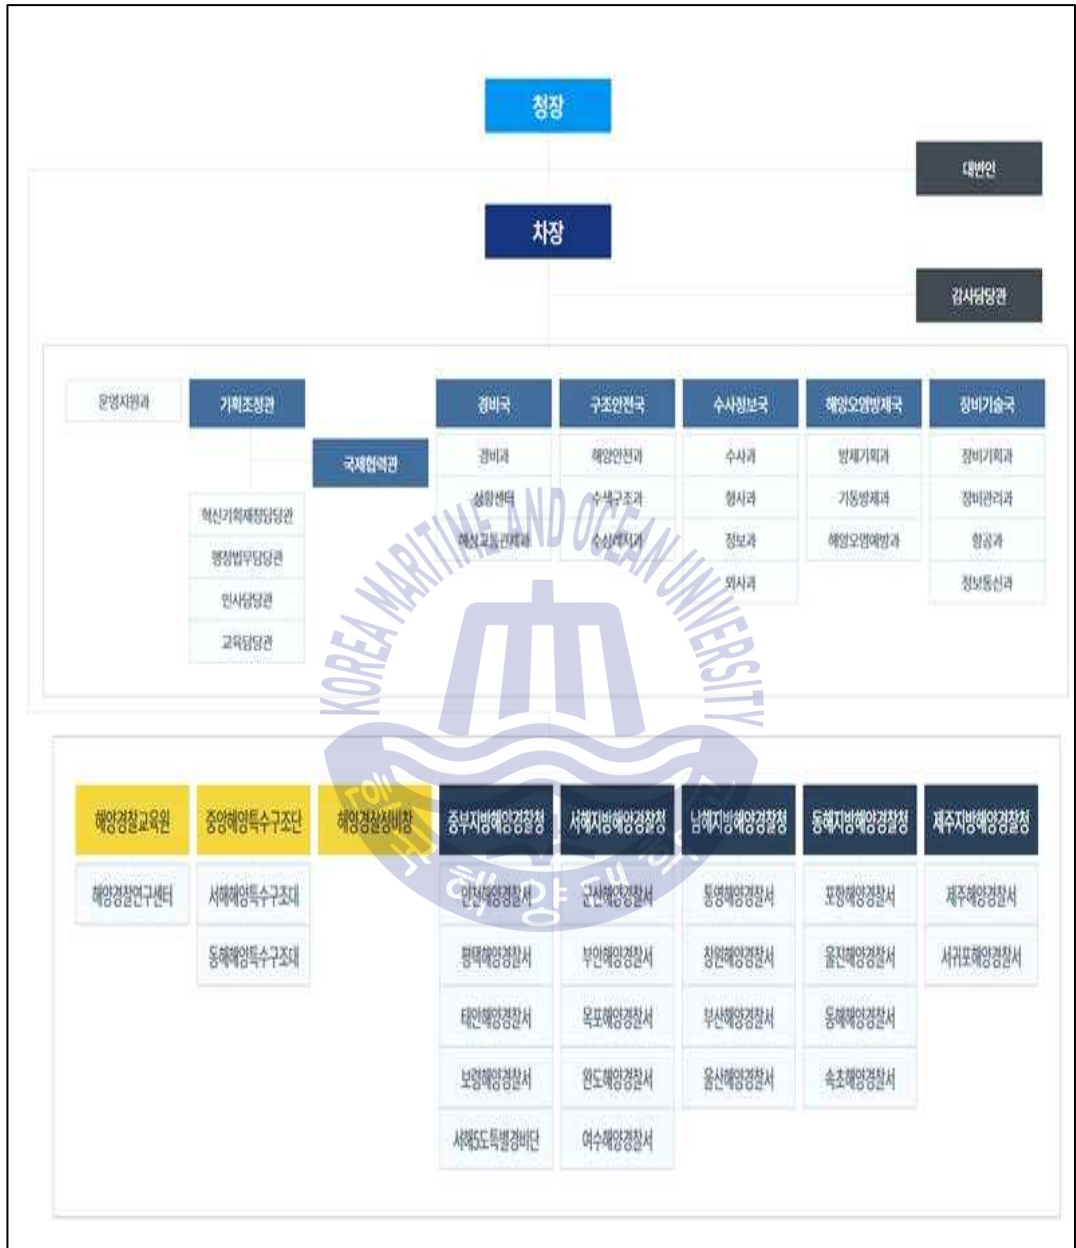 청장
대변인
차장
감사담당관
운영지원과
기획조정관
국제협력관
혁신기획재정담당관
행정법무담당관
인사담당관
교육담당관
경비국
경비과
상황센터
해상교통관제과
구조안전국
해양안전과
수색구조과
수상레저과
수사정보국
수사과
형사과
정보과
외사과
해양오염방제국
방제기획과
기동방제과
해양오염예방과
장비기술국
장비기획과
장비관리과
항공과
정보통신과
해양경찰교육원
해양경찰연구센터
중앙해양특수구조단
서해해양특수구조대
동해해양특수구조대
해양경찰정비창
중부지방해양경찰청
인천해양경찰서
평택해양경찰서
태안해양경찰서
보령해양경찰서
서해5도특별경비단
서해지방해양경찰청
군산해양경찰서
부안해양경찰서
목포해양경찰서
완도해양경찰서
여수해양경찰서
남해지방해양경찰청
통영해양경찰서
창원해양경찰서
부산해양경찰서
울산해양경찰서
동해지방해양경찰청
포항해양경찰서
울진해양경찰서
동해해양경찰서
속초해양경찰서
제주지방해양경찰청
제주해양경찰서
서귀포해양경찰서
KOREA MARITIME AND OCEAN UNIVERSITY
한국해양대학교